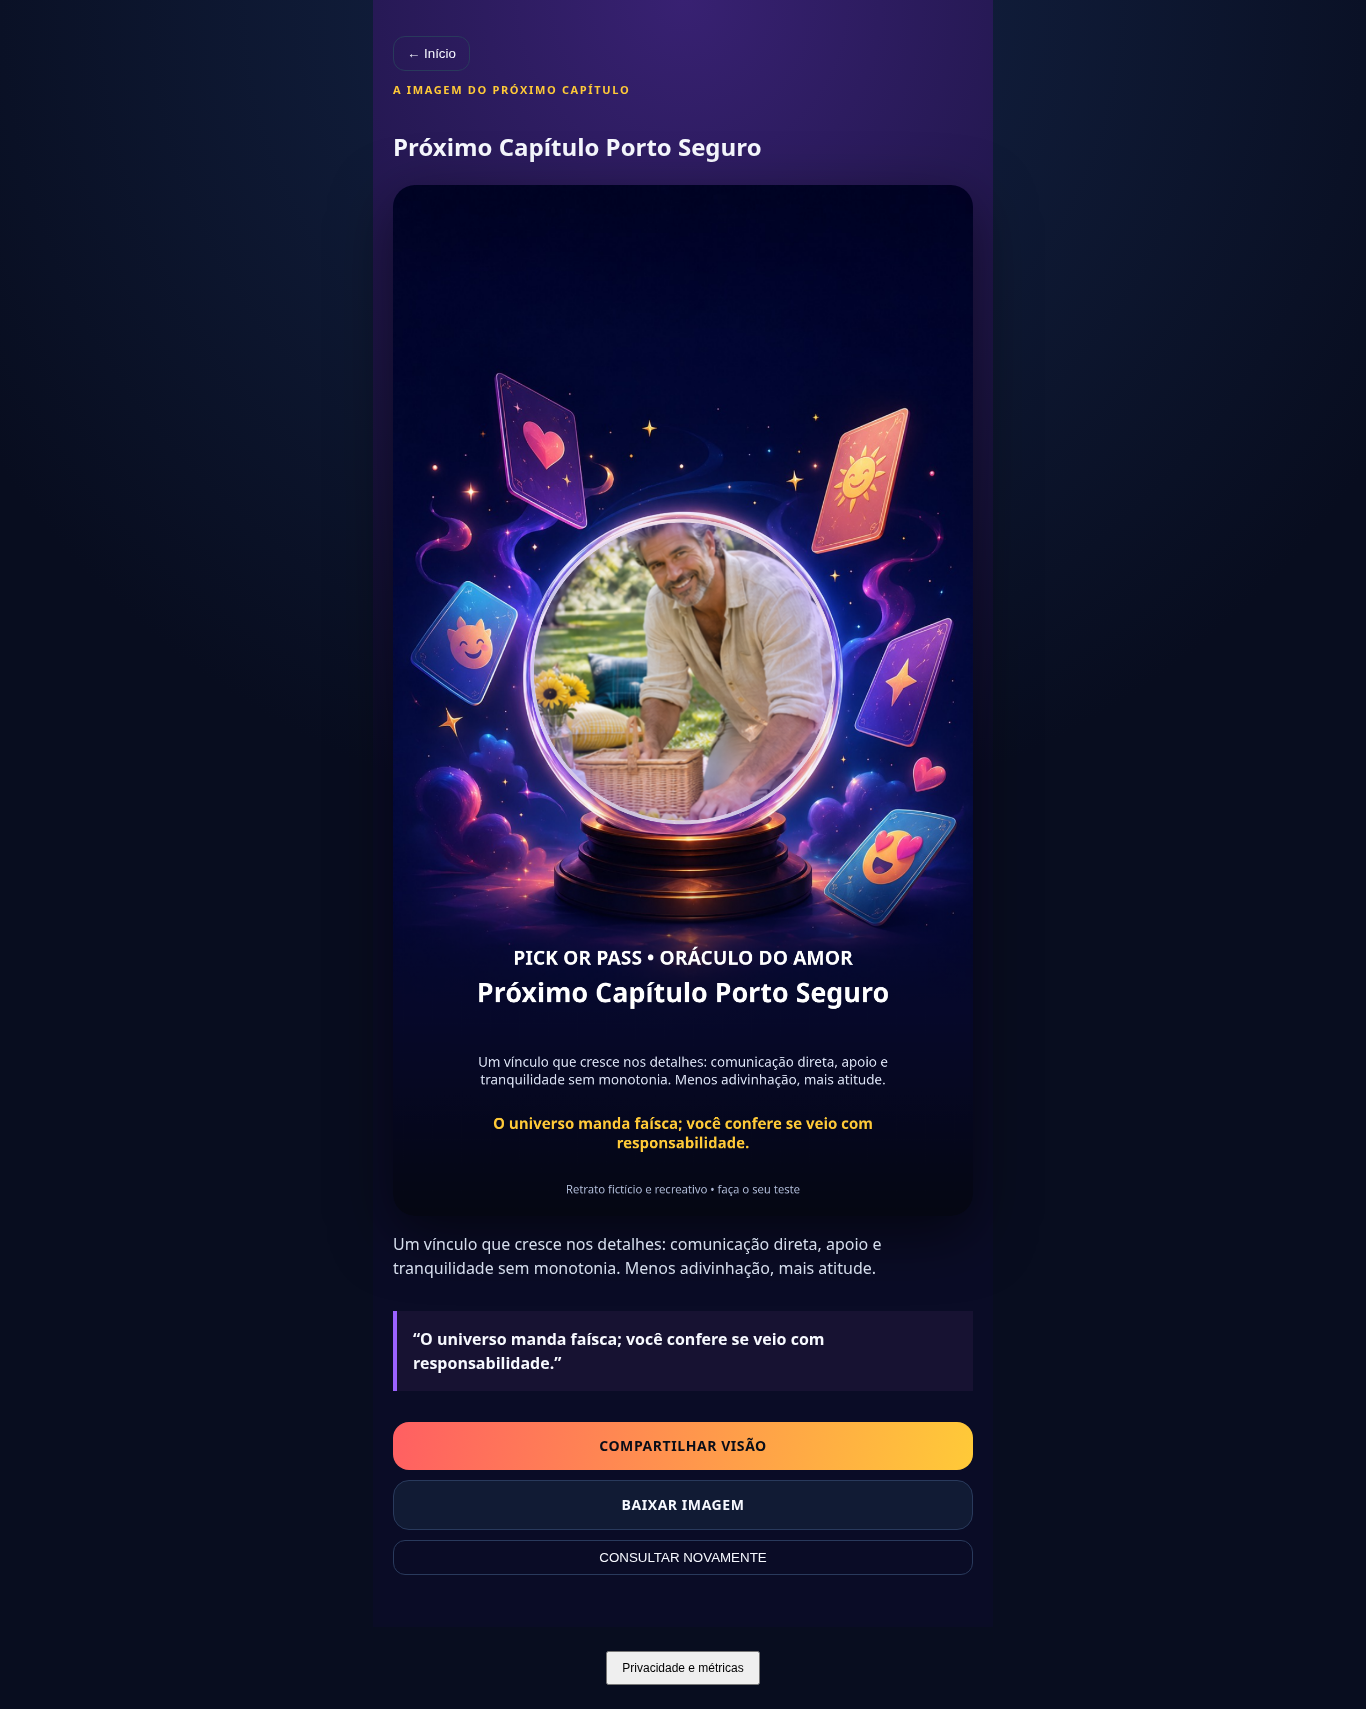 ← Início
A IMAGEM DO PRÓXIMO CAPÍTULO
Próximo Capítulo Porto Seguro
PICK OR PASS • ORÁCULO DO AMOR
Próximo Capítulo Porto Seguro
Um vínculo que cresce nos detalhes: comunicação direta, apoio e
tranquilidade sem monotonia. Menos adivinhação, mais atitude.
O universo manda faísca; você confere se veio com
responsabilidade.
Retrato fictício e recreativo • faça o seu teste
Um vínculo que cresce nos detalhes: comunicação direta, apoio e
tranquilidade sem monotonia. Menos adivinhação, mais atitude.
“O universo manda faísca; você confere se veio com
responsabilidade.”
COMPARTILHAR VISÃO
BAIXAR IMAGEM
CONSULTAR NOVAMENTE
Privacidade e métricas